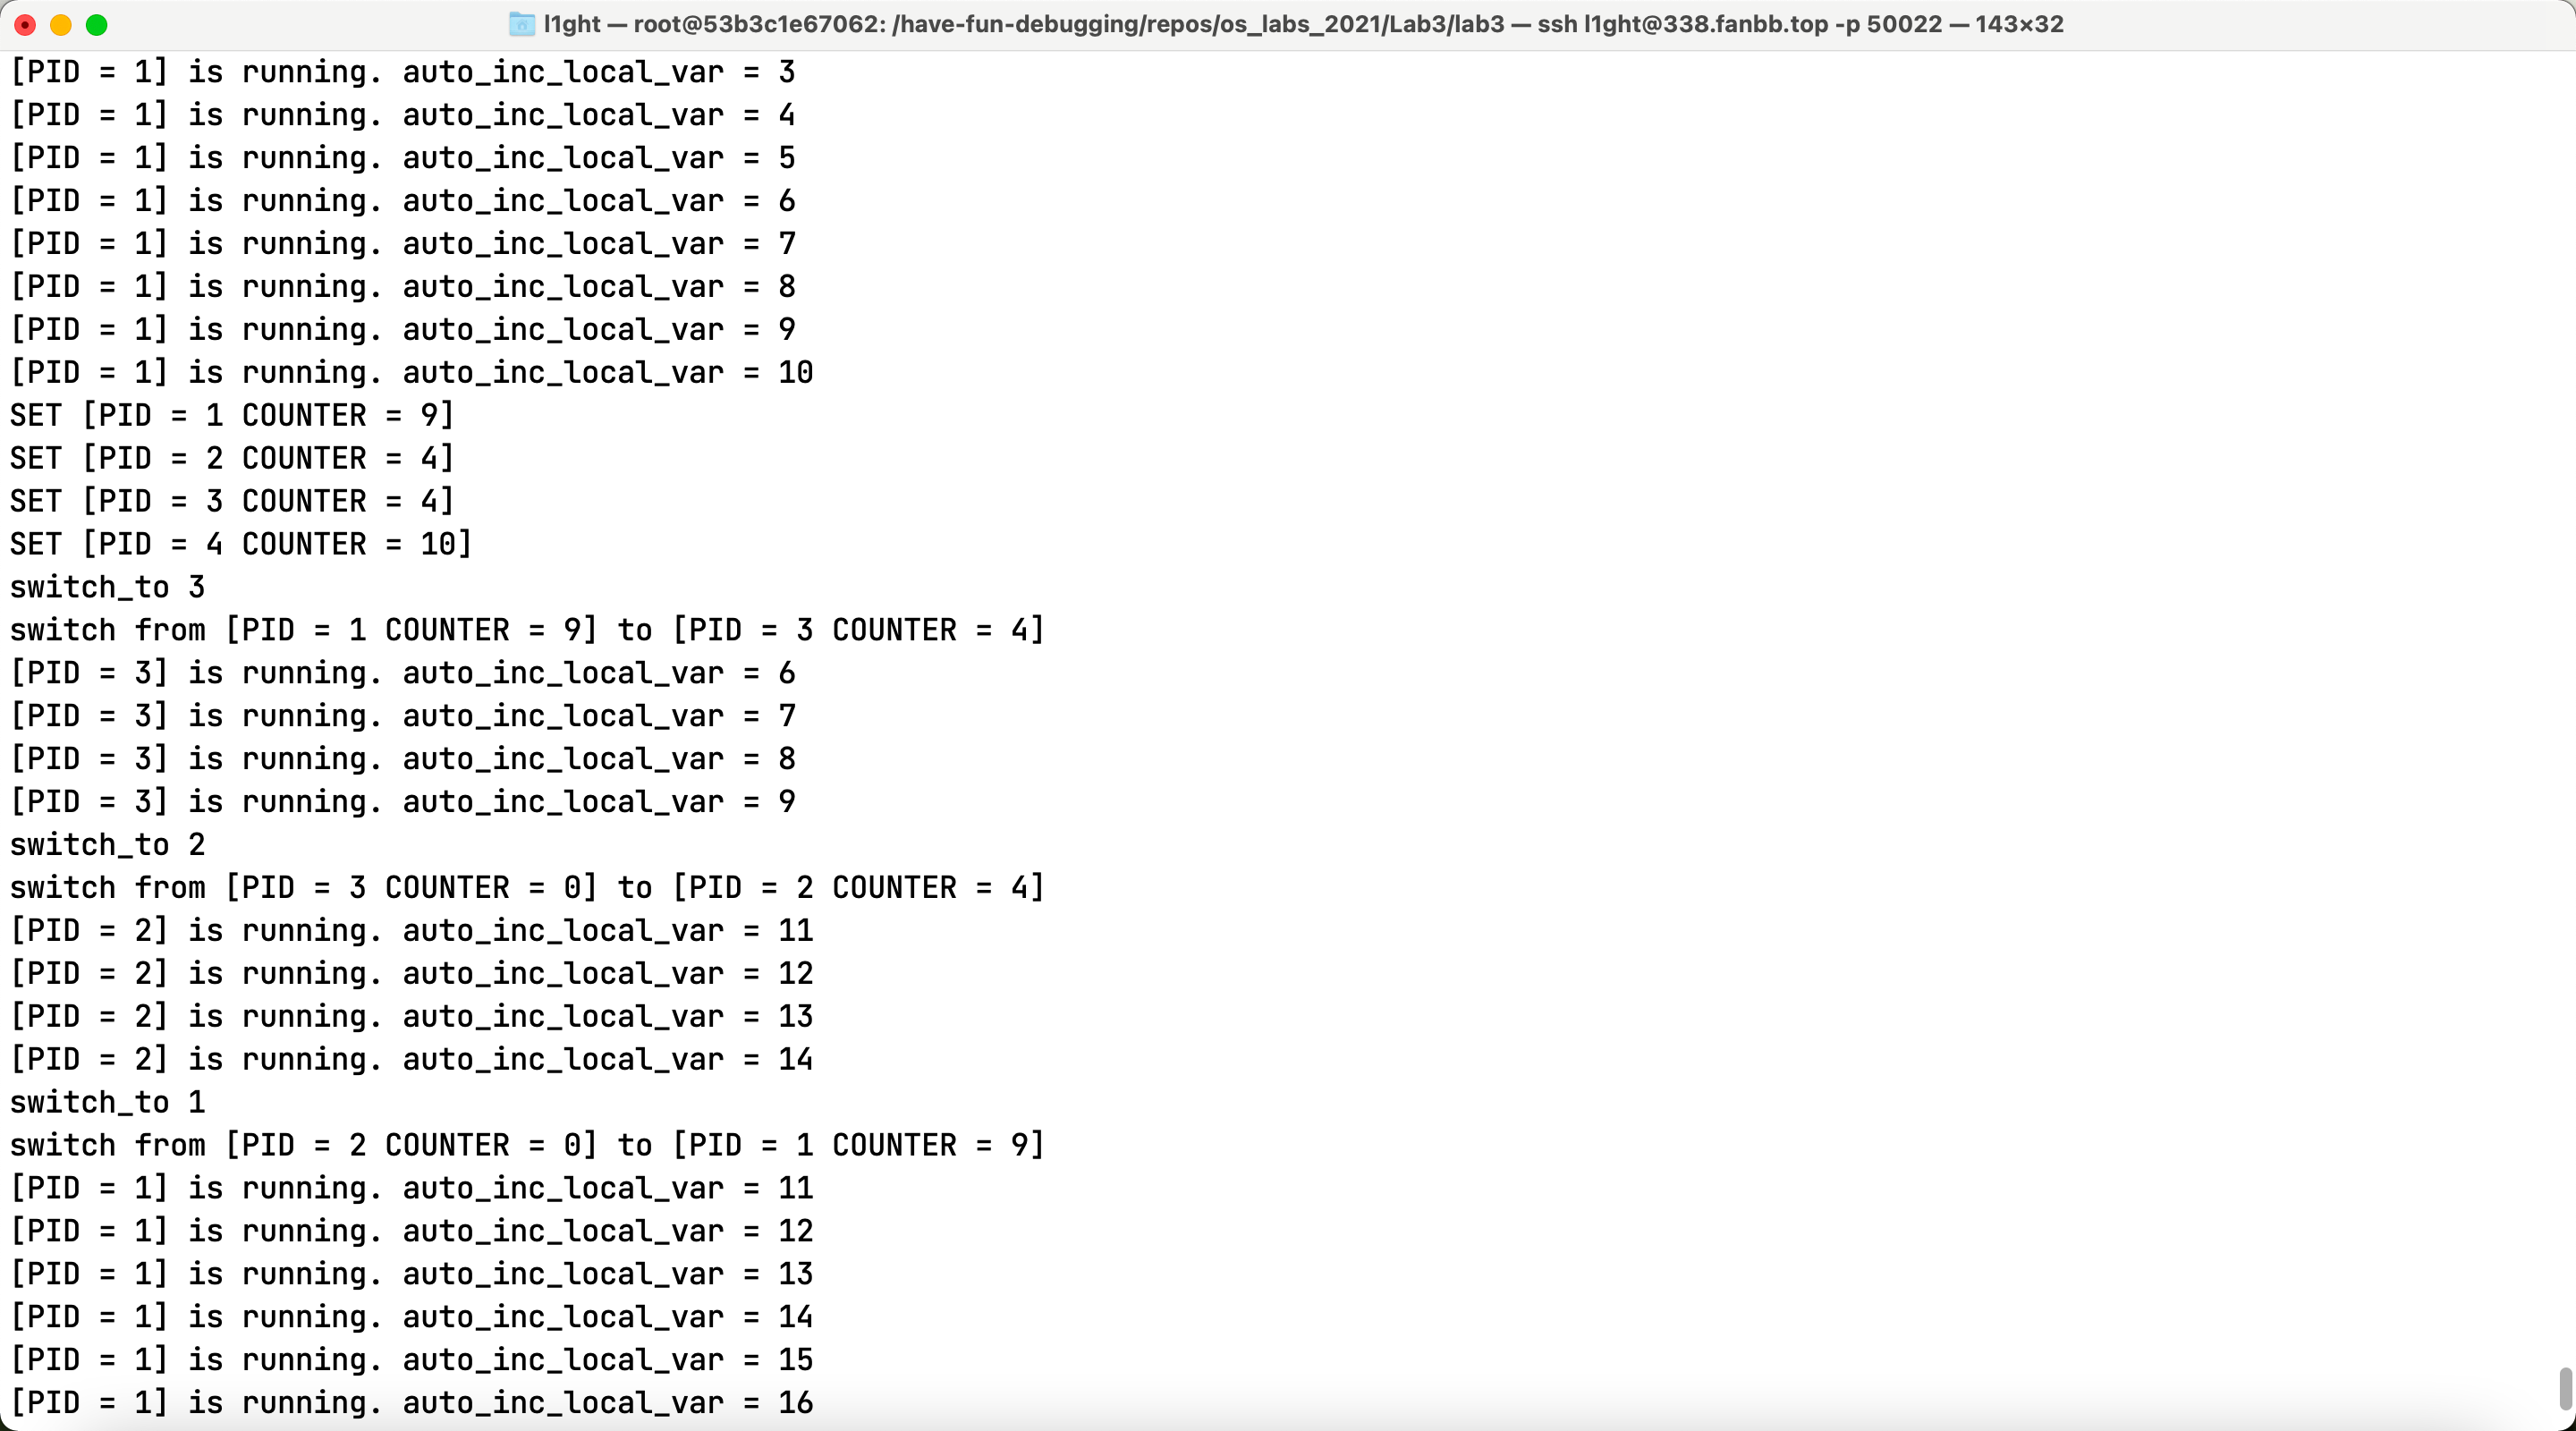 l1ght — root@53b3c1e67062: /have-fun-debugging/repos/os_labs_2021/Lab3/lab3 — ssh l1ght@338.fanbb.top -p 50022 — 143×32
[PID = 1] is running. auto_inc_local_var = 3
[PID = 1] is running. auto_inc_local_var = 4
[PID = 1] is running. auto_inc_local_var = 5
[PID = 1] is running. auto_inc_local_var = 6
[PID = 1] is running. auto_inc_local_var = 7
[PID = 1] is running. auto_inc_local_var = 8
[PID = 1] is running. auto_inc_local_var = 9
[PID = 1] is running. auto_inc_local_var = 10
SET [PID = 1 COUNTER = 9]
SET [PID = 2 COUNTER = 4]
SET [PID = 3 COUNTER = 4]
SET [PID = 4 COUNTER = 10]
switch_to 3
switch from [PID = 1 COUNTER = 9] to [PID = 3 COUNTER = 4]
[PID = 3] is running. auto_inc_local_var = 6
[PID = 3] is running. auto_inc_local_var = 7
[PID = 3] is running. auto_inc_local_var = 8
[PID = 3] is running. auto_inc_local_var = 9
switch_to 2
switch from [PID = 3 COUNTER = 0] to [PID = 2 COUNTER = 4]
[PID = 2] is running. auto_inc_local_var = 11
[PID = 2] is running. auto_inc_local_var = 12
[PID = 2] is running. auto_inc_local_var = 13
[PID = 2] is running. auto_inc_local_var = 14
switch_to 1
switch from [PID = 2 COUNTER = 0] to [PID = 1 COUNTER = 9]
[PID = 1] is running. auto_inc_local_var = 11
[PID = 1] is running. auto_inc_local_var = 12
[PID = 1] is running. auto_inc_local_var = 13
[PID = 1] is running. auto_inc_local_var = 14
[PID = 1] is running. auto_inc_local_var = 15
[PID = 1] is running. auto_inc_local_var = 16